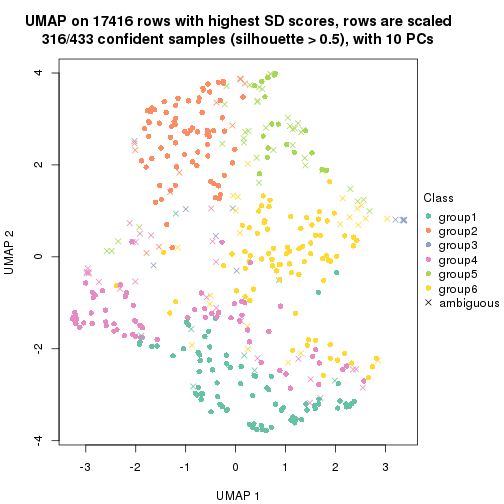 UMAP on 17416 rows with highest SD scores, rows are scaled
316/433 confident samples (silhouette > 0.5), with 10 PCs
4
2
0
-2
-4
UMAP 2
-3
-2
-1
0
1
2
3
UMAP 1
Class
group1
group2
group3
group4
group5
group6
ambiguous